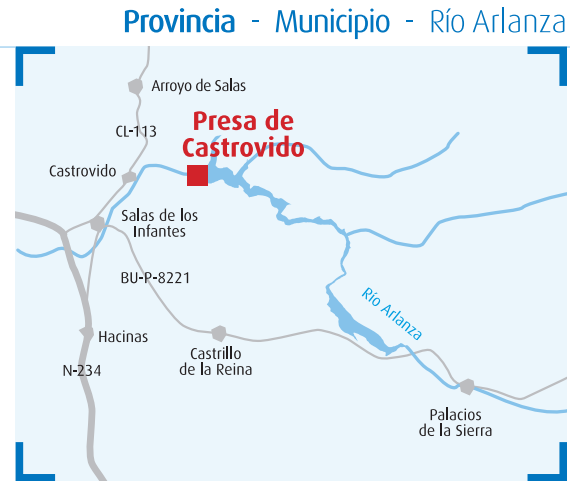 Provincia - Municipio - Río Arlanza
Arroyo de Salas
CL-113
Presa de
Castrovido
Castrovido
Salas de los
Infantes
BU-P-8221
Río Arlanza
Hacinas
Castrillo
de la Reina
N-234
Palacios
de la Sierra